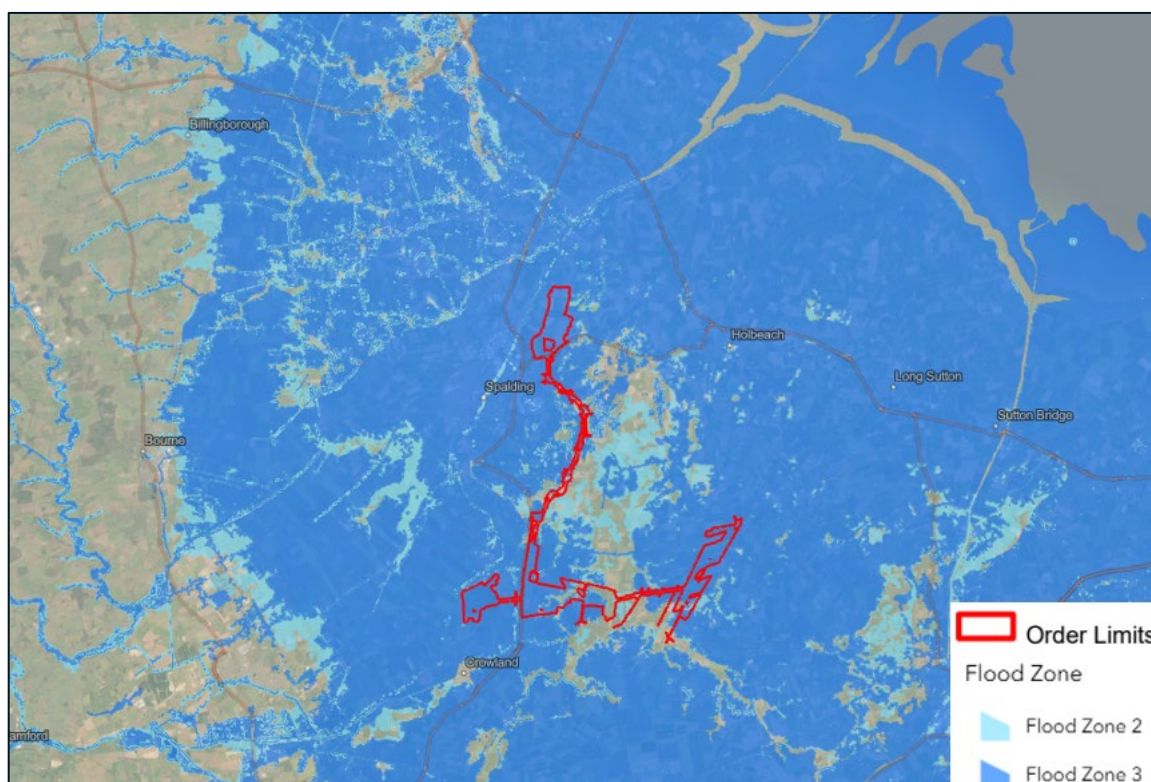 Billingborough
Holbeach
Spalding
Long Sutton
Sutton Bridge
Bourne
Crowland
amford
Order Limits
Flood Zone
Flood Zone 2
Flood Zone 3